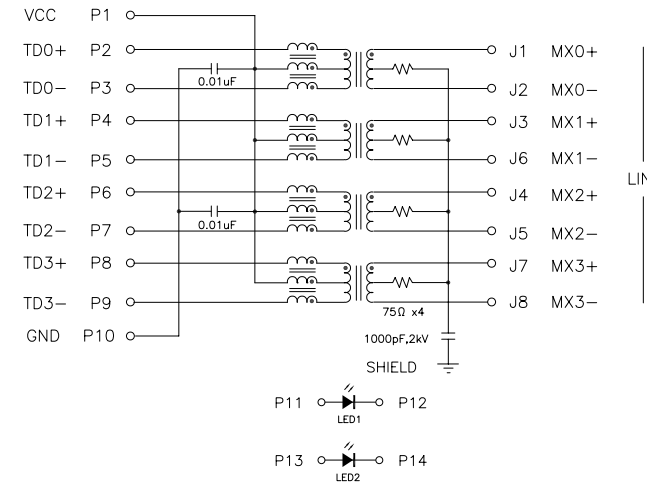 VCC P1
TD0+ P2 J1 MX0+
0.01uF
TD0− P3 J2 MX0−
TD1+ P4 J3 MX1+
TD1− P5 J6 MX1−
LIN
TD2+ P6 J4 MX2+
0.01uF
TD2− P7 J5 MX2−
TD3+ P8 J7 MX3+
TD3− P9 J8 MX3−
75Ω x4
GND P10
1000pF,2kV
SHIELD
P11 P12
LED1
P13 P14
LED2